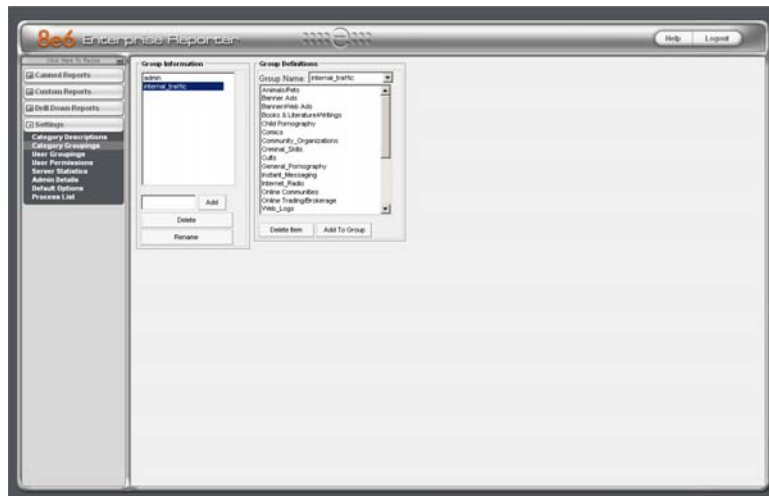 8e6 Enterprise Reporter
Help
Logout
Click Here To Pause
Canned Reports
Custom Reports
Drill Down Reports
Settings
Category Descriptions
Category Groupings
User Groupings
User Permissions
Server Statistics
Admin Details
Default Options
Process List
Group Information
admin
internal_traffic
Add
Delete
Rename
Group Definitions
Group Name: internal_traffic
Animals/Pets
Banner Ads
Banner/Web Ads
Books & Literature/Writings
Child Pornography
Comics
Community_Organizations
Criminal_Skills
Cults
General_Pornography
Instant_Messaging
Internet_Radio
Online Communities
Online Trading/Brokerage
Web_Logs
Delete Item
Add To Group